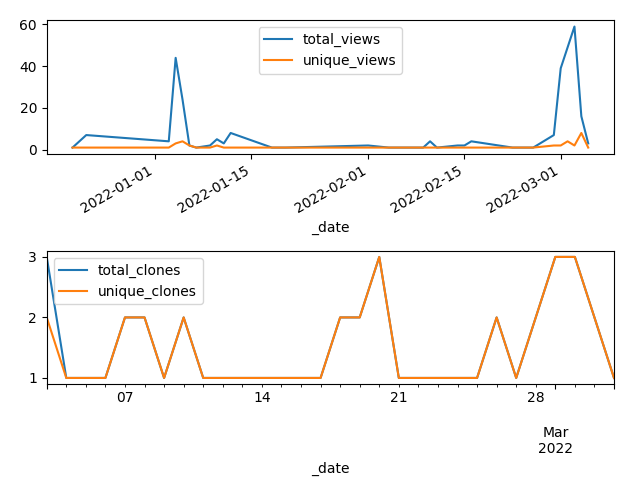 60
40
20
0
total_views
unique_views
2022-01-01
2022-01-15
2022-02-01
2022-02-15
2022-03-01
_date
3
2
1
total_clones
unique_clones
07
14
21
28
Mar
2022
_date